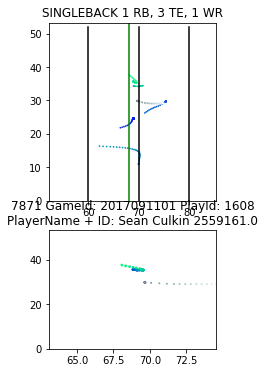 SINGLEBACK 1 RB, 3 TE, 1 WR
50
40
30
20
10
0
60 70 80
7871 GameId: 2017091101 PlayId: 1608
PlayerName + ID: Sean Culkin 2559161.0
40
20
0
65.0 67.5 70.0 72.5